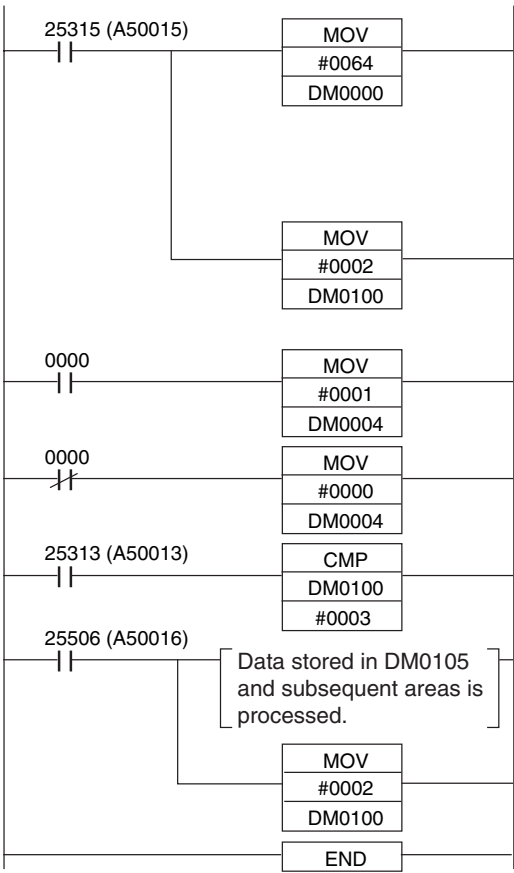 25315 (A50015)
MOV
#0064
DM0000
MOV
#0002
DM0100
0000
MOV
#0001
DM0004
0000
MOV
#0000
DM0004
25313 (A50013)
CMP
DM0100
#0003
25506 (A50016)
Data stored in DM0105
and subsequent areas is
processed.
MOV
#0002
DM0100
END